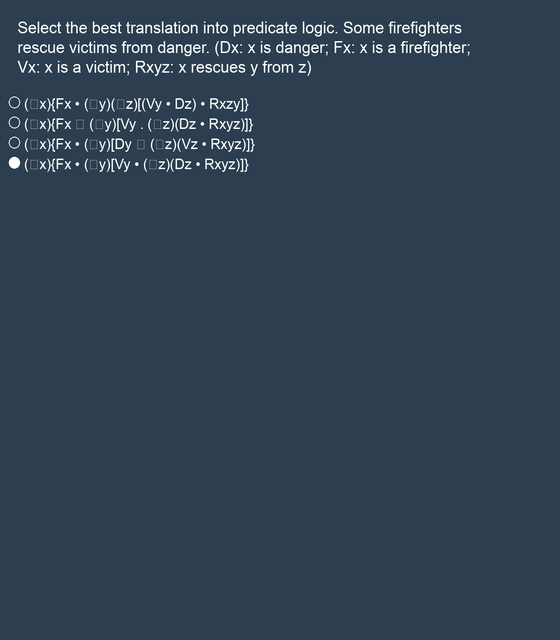 Select the best translation into predicate logic. Some firefighters
rescue victims from danger. (Dx: x is danger; Fx: x is a firefighter;
Vx: x is a victim; Rxyz: x rescues y from z)
(□x){Fx • (□y)(□z)[(Vy • Dz) • Rxzy]}
(□x){Fx □ (□y)[Vy . (□z)(Dz • Rxyz)]}
(□x){Fx • (□y)[Dy □ (□z)(Vz • Rxyz)]}
(□x){Fx • (□y)[Vy • (□z)(Dz • Rxyz)]}